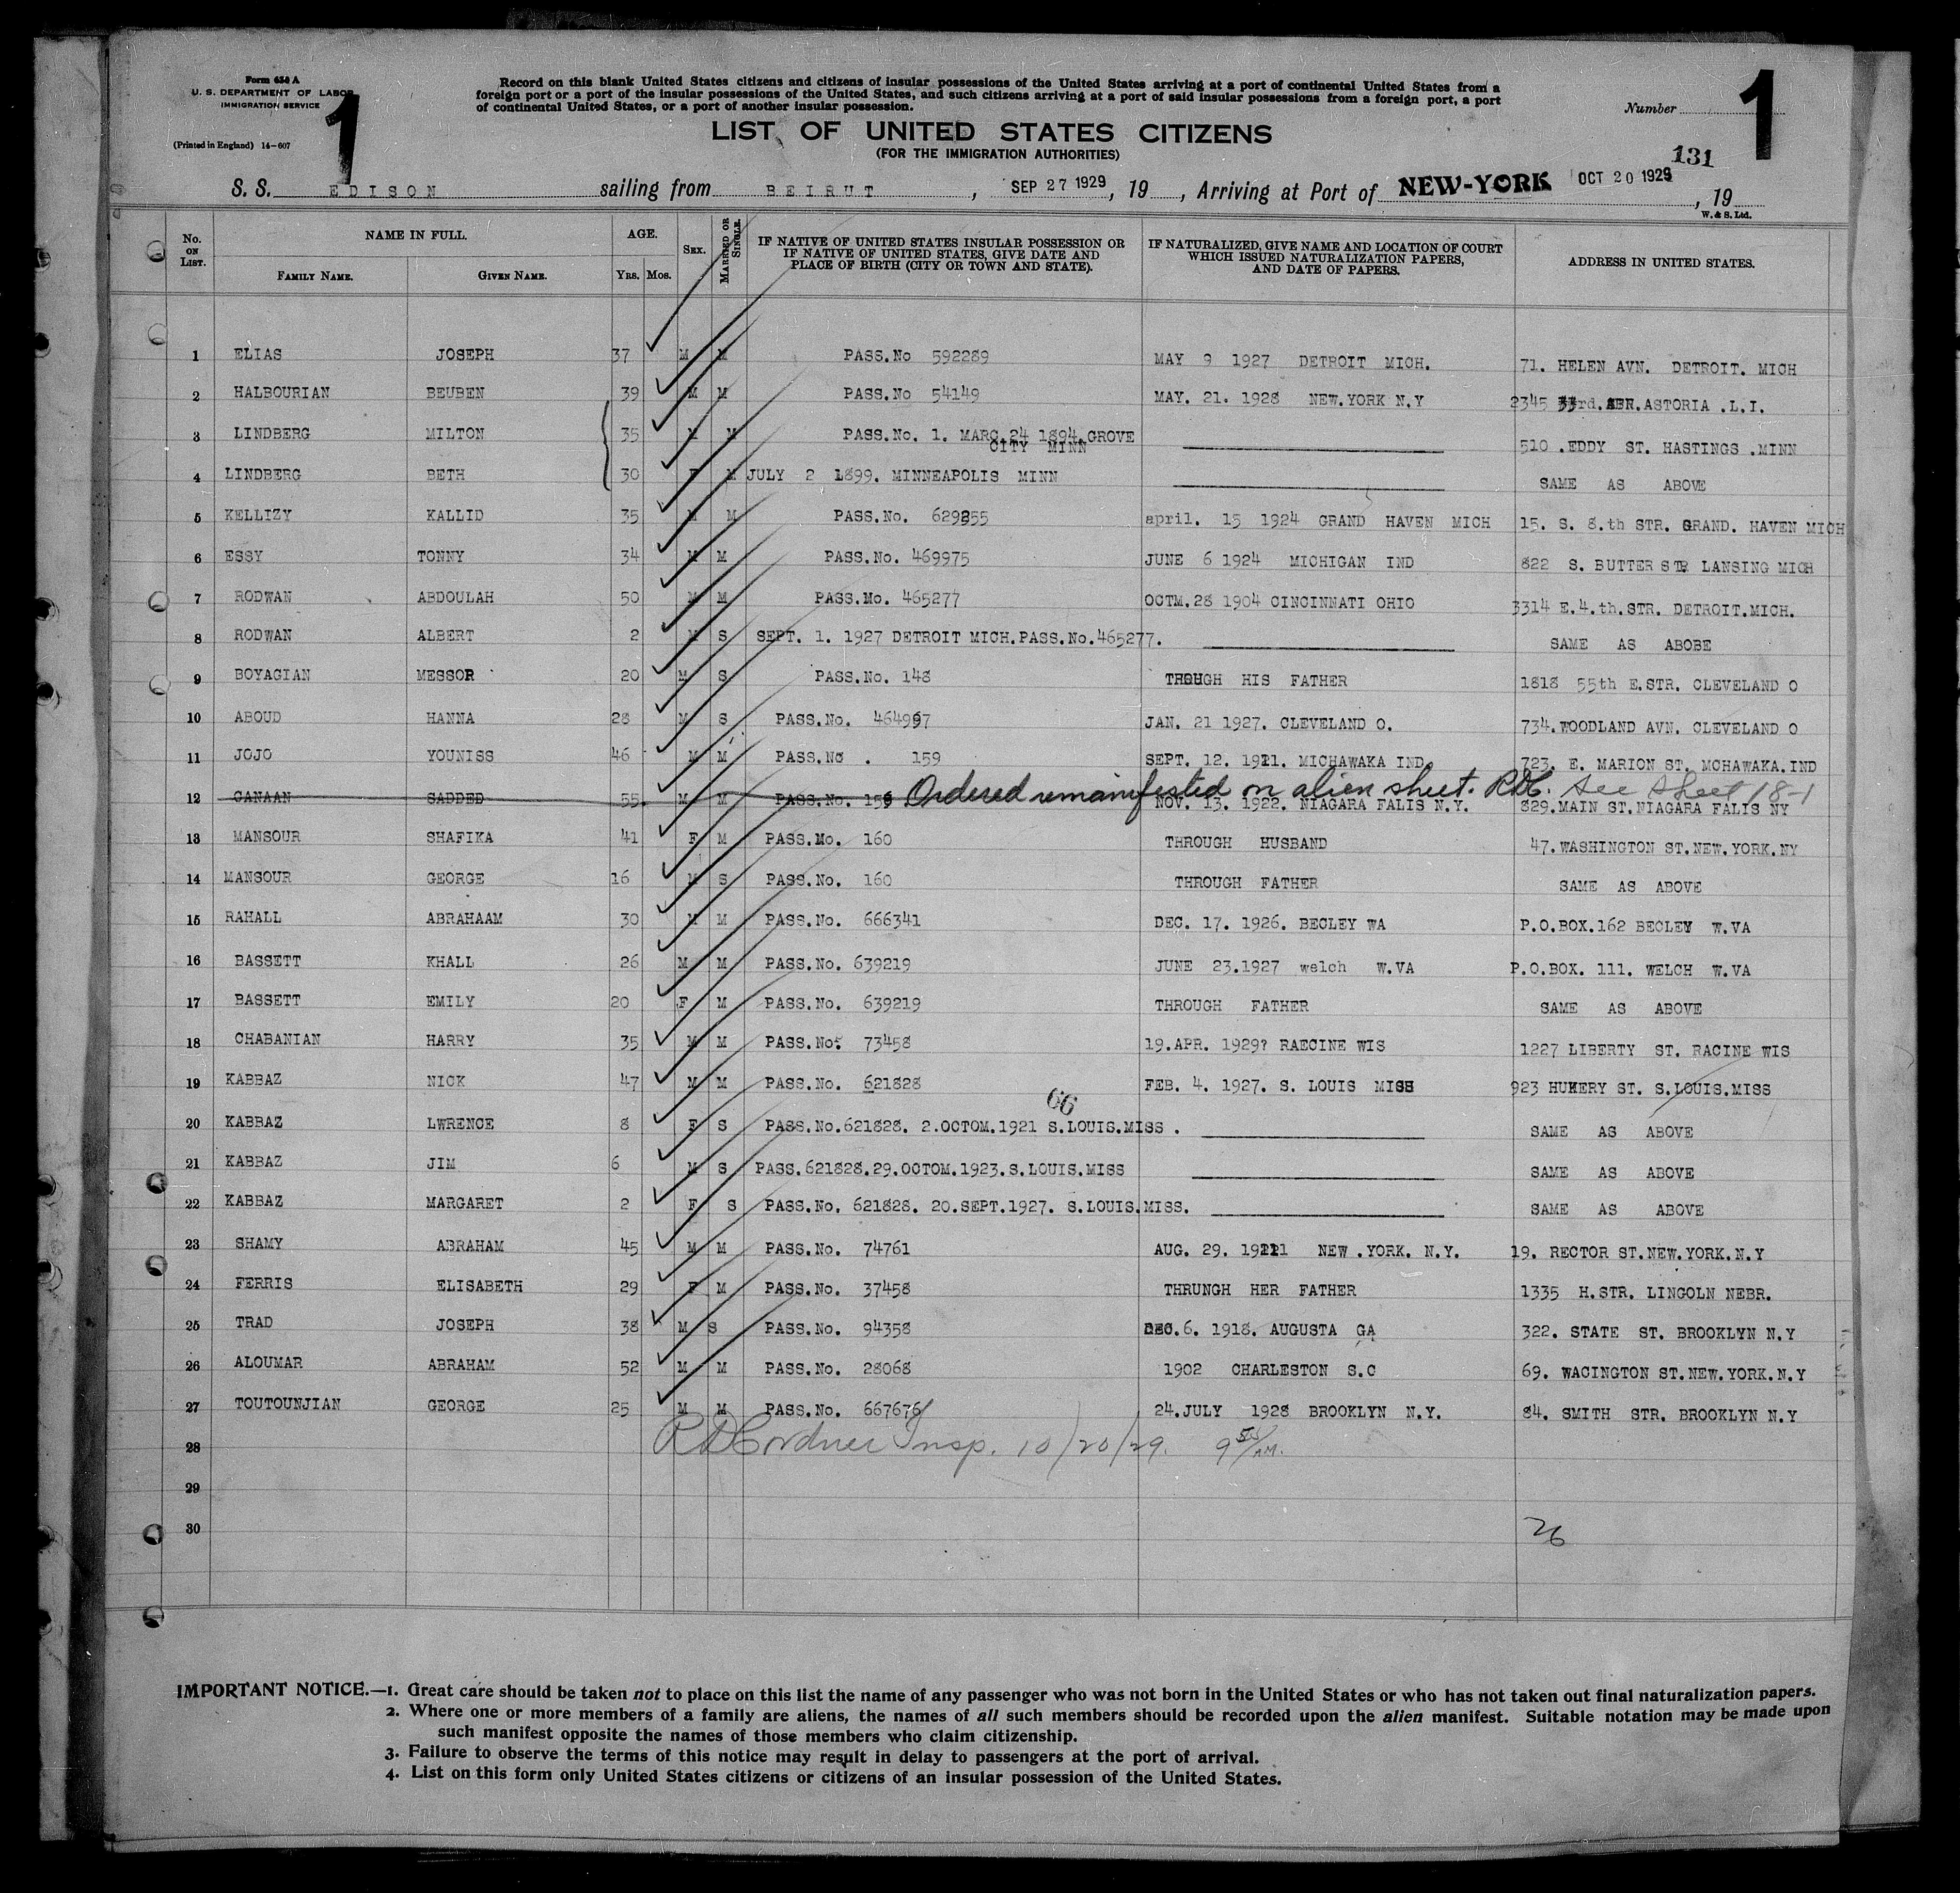 Form 630 A
U. S. DEPARTMENT OF LABOR
IMMIGRATION SERVICE
(Printed in England) 14-607
1
Record on this blank United States citizens and citizens of insular possessions of the United States arriving at a port of continental United States from a
foreign port or a port of the insular possessions of the United States, and such citizens arriving at a port of said insular possessions from a foreign port, a port
of continental United States, or a port of another insular possession.
Number
1
LIST OF UNITED STATES CITIZENS
(FOR THE IMMIGRATION AUTHORITIES)
131
S. S. EDISON sailing from BEIRUT, SEP 27 1929, 19, Arriving at Port of NEW-YORK OCT 20 1929, 19
W. & S. Ltd.
No. ON LIST. NAME IN FULL. FAMILY NAME. GIVEN NAME. AGE. YRS. MOS. SEX. MARRIED OR SINGLE. IF NATIVE OF UNITED STATES INSULAR POSSESSION OR IF NATIVE OF UNITED STATES, GIVE DATE AND PLACE OF BIRTH (CITY OR TOWN AND STATE). IF NATURALIZED, GIVE NAME AND LOCATION OF COURT WHICH ISSUED NATURALIZATION PAPERS, AND DATE OF PAPERS. ADDRESS IN UNITED STATES.
1 ELIAS JOSEPH 37 M M PASS.No 592289 MAY 9 1927 DETROIT MICH. 71. HELEN AVN. DETROIT. MICH
2 HALBOURIAN BEUBEN 39 M M PASS.No 54149 MAY. 21. 1928 NEW.YORK N.Y 2345 33rd. ASTORIA .L.I.
3 LINDBERG MILTON 35 M M PASS.No. 1. MARC.24 1894.GROVE CITY MINN 510 .EDDY ST. HASTINGS .MINN
4 LINDBERG BETH 30 F M JULY 2 1899. MINNEAPOLIS MINN SAME AS ABOVE
5 KELLIZY KALLID 35 M M PASS.No. 629855 april. 15 1924 GRAND HAVEN MICH 15. S. 8.th STR. GRAND. HAVEN MICH
6 ESSY TONNY 34 M M PASS.No. 469975 JUNE 6 1924 MICHIGAN IND 822 S. BUTTER STR LANSING MICH
7 RODWAN ABDOULAH 50 M M PASS.No. 465277 OCTM.28 1904 CINCINNATI OHIO 3314 E.4.th.STR. DETROIT.MICH.
8 RODWAN ALBERT 2 M S SEPT. 1. 1927 DETROIT MICH.PASS.No.465277. SAME AS ABOBE
9 BOYAGIAN MESSOR 20 M S PASS.No. 148 THROUGH HIS FATHER 1818 55th E.STR. CLEVELAND O
10 ABOUD HANNA 28 M S PASS.No. 464997 JAN. 21 1927. CLEVELAND O. 734.WOODLAND AVN. CLEVELAND O
11 JOJO YOUNISS 46 M M PASS.No . 159 SEPT. 12. 1921. MICHAWAKA IND 723. E. MARION ST. MCHAWAKA.IND
12 CANAAN SADDED 55 M M PASS.No. 156 Ordered remanifested on alien sheet. RDC. See Sheet 18-1 NOV. 13. 1922. NIAGARA FALIS N.Y. 829.MAIN ST.NIAGARA FALIS NY
13 MANSOUR SHAFIKA 41 F M PASS.No. 160 THROUGH HUSBAND 47.WASHINGTON ST.NEW.YORK.NY
14 MANSOUR GEORGE 16 M S PASS.No. 160 THROUGH FATHER SAME AS ABOVE
15 RAHALL ABRAHAAM 30 M M PASS.No. 666341 DEC. 17. 1926. BECLEY WA P.O.BOX.162 BECLEY W.VA
16 BASSETT KHALL 26 M M PASS.No. 639219 JUNE 23.1927 welch W.VA P.O.BOX. 111. WELCH W.VA
17 BASSETT EMILY 20 F M PASS.No. 639219 THROUGH FATHER SAME AS ABOVE
18 CHABANIAN HARRY 35 M M PASS.No. 73458 19.APR. 1929? RAECINE WIS 1227 LIBERTY ST. RACINE WIS
19 KABBAZ NICK 47 M M PASS.No. 621828 FEB. 4. 1927. S. LOUIS MISS 923 HUKERY ST. S.LOUIS.MISS
66
20 KABBAZ LWRENCE 8 F S PASS.No.621828. 2.OCTOM.1921 S.LOUIS.MISS . SAME AS ABOVE
21 KABBAZ JIM 6 M S PASS.621828.29.OCTOM.1923.S.LOUIS.MISS SAME AS ABOVE
22 KABBAZ MARGARET 2 F S PASS.No. 621828. 20.SEPT.1927. S.LOUIS.MISS. SAME AS ABOVE
23 SHAMY ABRAHAM 45 M M PASS.No. 74761 AUG. 29. NEW .YORK. N.Y. 19. RECTOR ST.NEW.YORK.N.Y
24 FERRIS ELISABETH 29 F M PASS.No. 37458 THRUNGH HER FATHER 1335 H.STR. LINCOLN NEBR.
25 TRAD JOSEPH 38 M S PASS.No. 94358 DEC.6. 1918. AUGUSTA GA 322. STATE ST. BROOKLYN N.Y
26 ALOUMAR ABRAHAM 52 M M PASS.No. 28068 1902 CHARLESTON S.C 69. WACINGTON ST.NEW.YORK.N.Y
27 TOUTOUNJIAN GEORGE 25 M M PASS.No. 667676 24.JULY 1928 BROOKLYN N.Y. 84. SMITH STR. BROOKLYN N.Y
28 RDCordner Insp. 10/20/29. 9 50/AM.
29
30 26
IMPORTANT NOTICE.—1. Great care should be taken not to place on this list the name of any passenger who was not born in the United States or who has not taken out final naturalization papers.
2. Where one or more members of a family are aliens, the names of all such members should be recorded upon the alien manifest. Suitable notation may be made upon
such manifest opposite the names of those members who claim citizenship.
3. Failure to observe the terms of this notice may result in delay to passengers at the port of arrival.
4. List on this form only United States citizens or citizens of an insular possession of the United States.